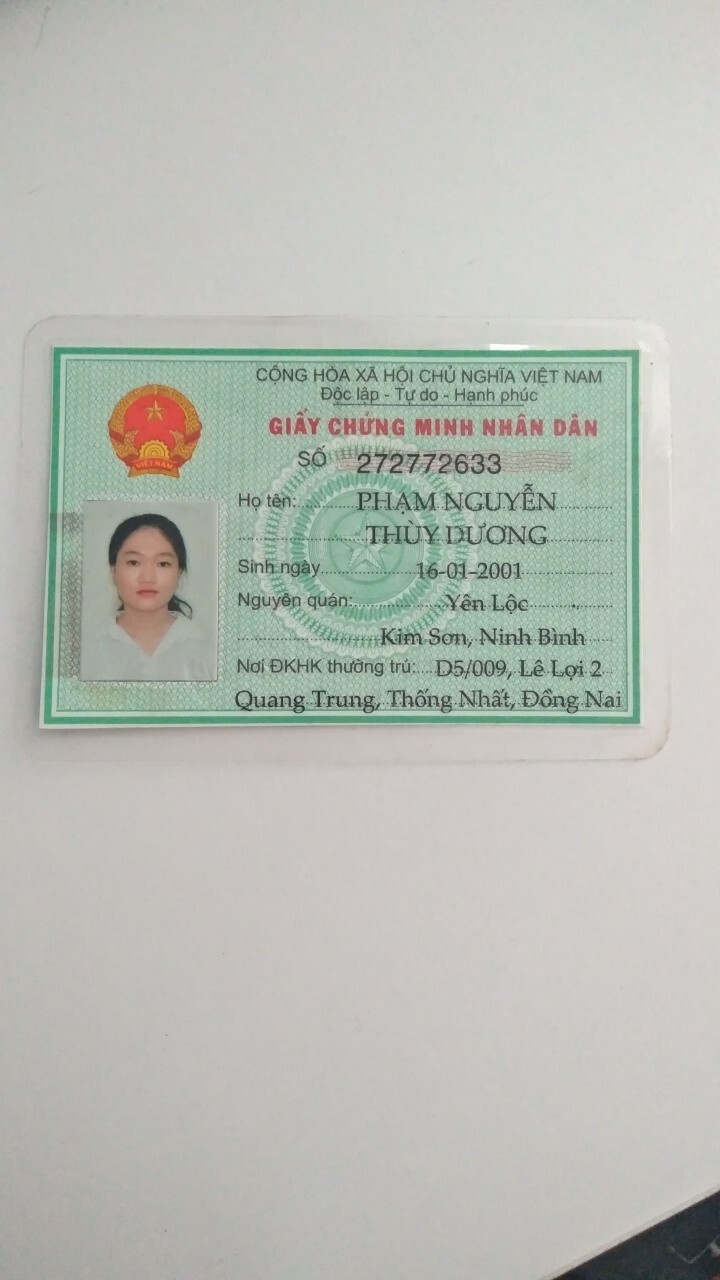 CỘNG HÒA XÃ HỘI CHỦ NGHĨA VIỆT NAM
Độc lập - Tự do - Hạnh phúc
GIẤY CHỨNG MINH NHÂN DÂN
SỐ 272772633
VIỆT NAM
Họ tên: PHẠM NGUYỄN
THÙY DƯƠNG
Sinh ngày 16-01-2001
Nguyên quán: Yên Lộc
Kim Sơn, Ninh Bình
Nơi ĐKHK thường trú: D5/009, Lê Lợi 2
Quang Trung, Thống Nhất, Đồng Nai